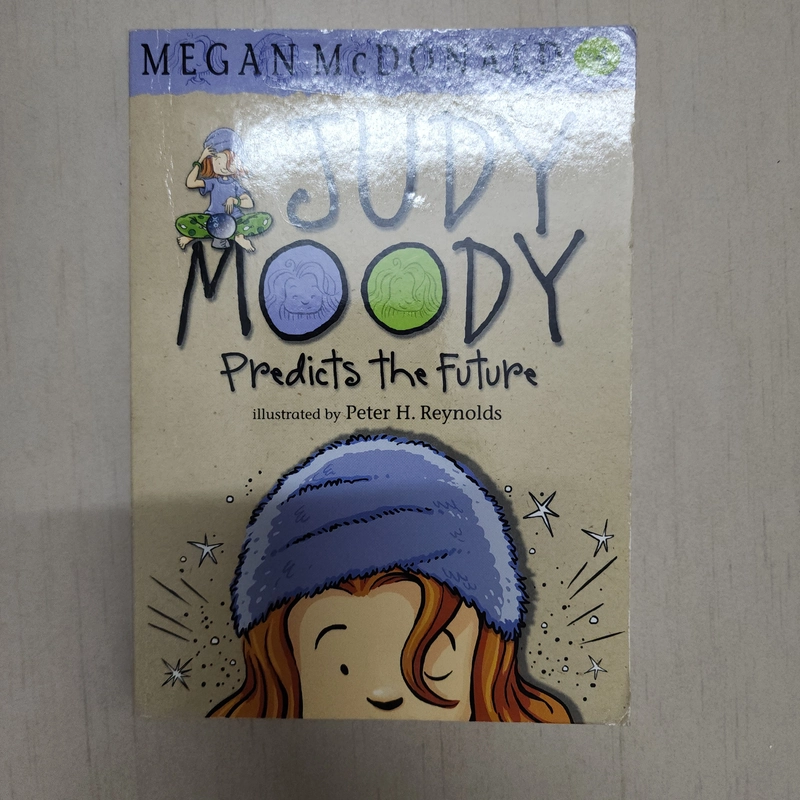 MEGAN McDONALD
JUDY
MOODY
Predicts the Future
illustrated by Peter H. Reynolds